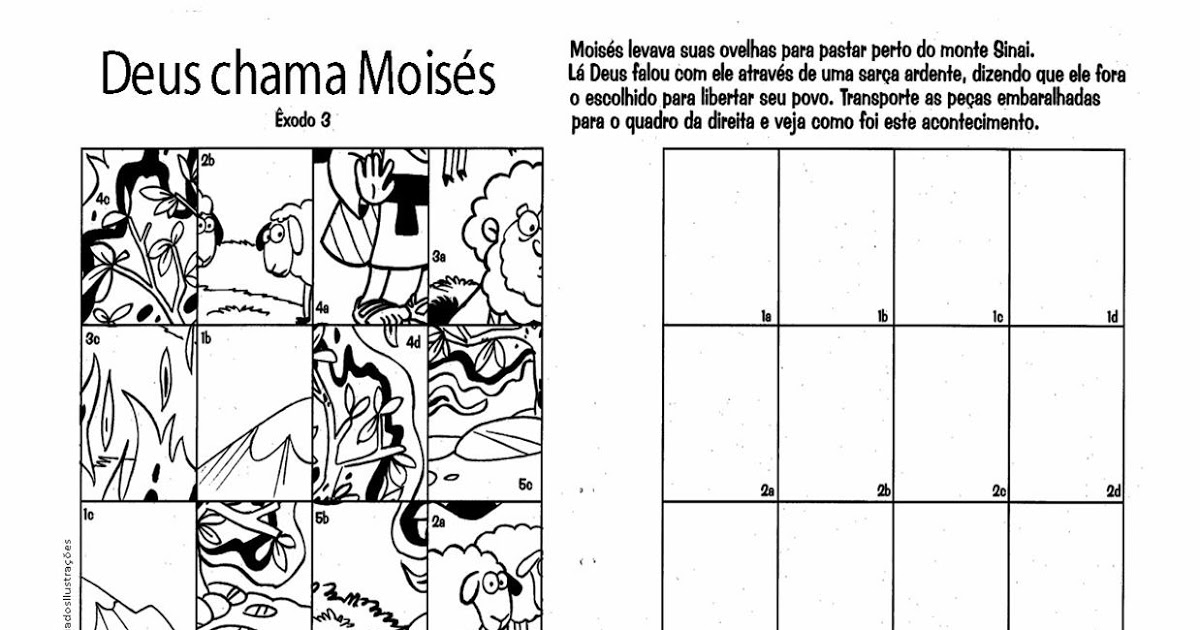 Deus chama Moisés
Êxodo 3
Moisés levava suas ovelhas para pastar perto do monte Sinai.
Lá Deus falou com ele através de uma sarça ardente, dizendo que ele fora
o escolhido para libertar seu povo. Transporte as peças embaralhadas
para o quadro da direita e veja como foi este acontecimento.
4c
2b
4a
3a
3c
1b
4d
5c
1c
5b
2a
1a
1b
1c
1d
2a
2b
2c
2d